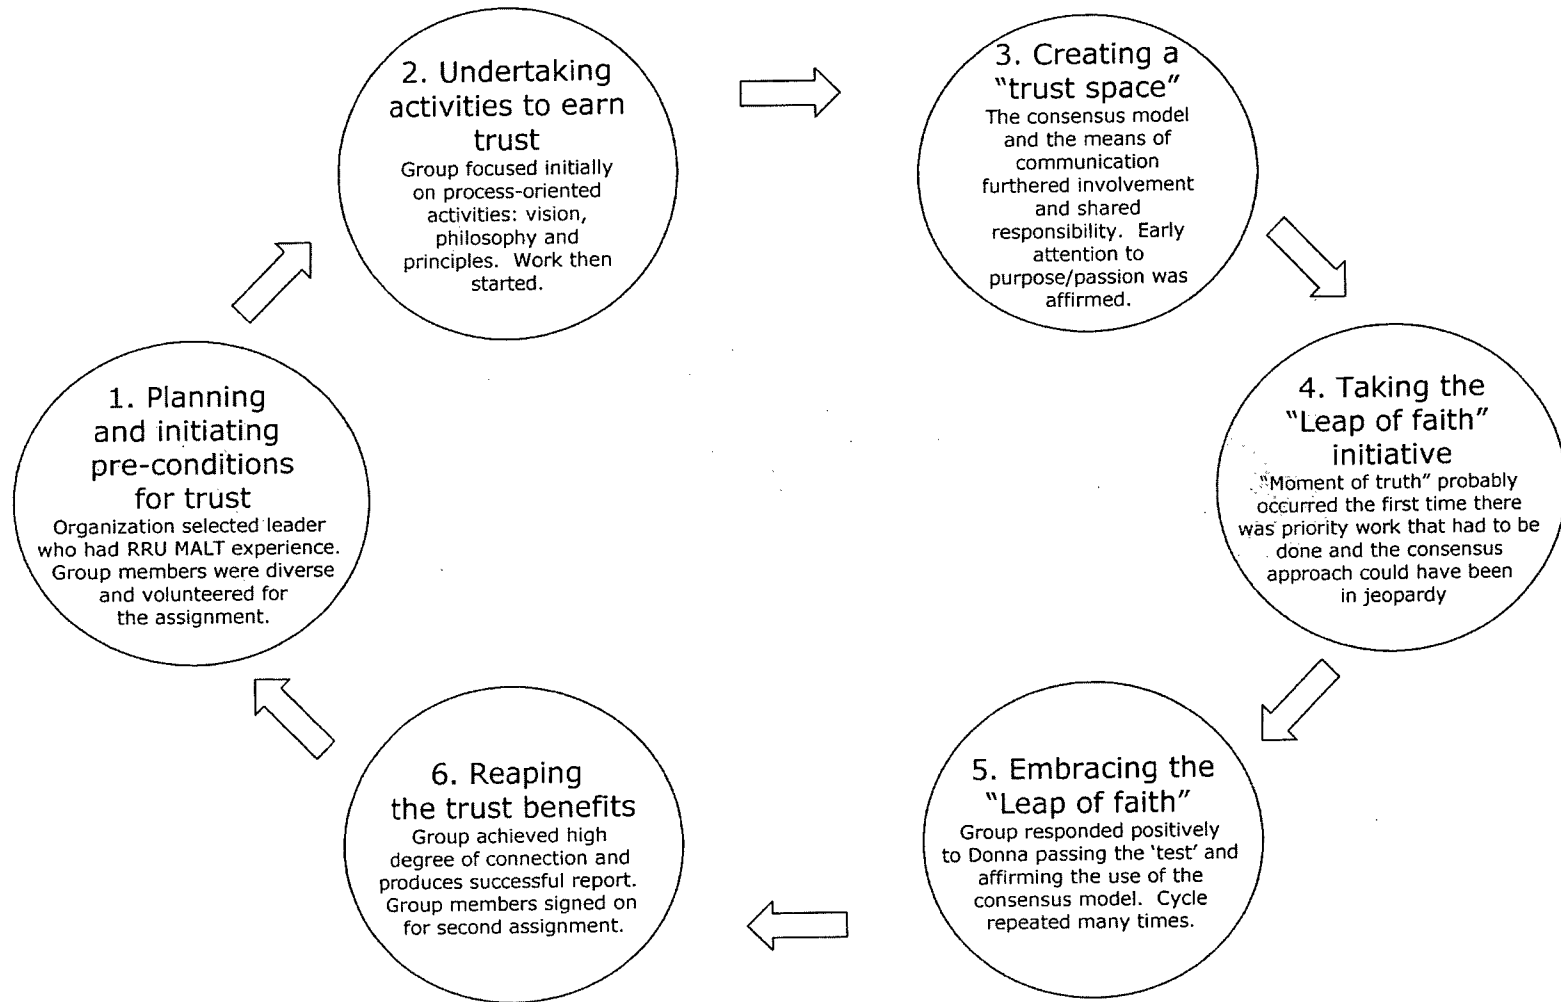 1. Planning
and initiating
pre-conditions
for trust
Organization selected leader
who had RRU MALT experience.
Group members were diverse
and volunteered for
the assignment.
2. Undertaking
activities to earn
trust
Group focused initially
on process-oriented
activities: vision,
philosophy and
principles.  Work then
started.
3. Creating a
"trust space"
The consensus model
and the means of
communication
furthered involvement
and shared
responsibility.  Early
attention to
purpose/passion was
affirmed.
4. Taking the
"Leap of faith"
initiative
"Moment of truth" probably
occurred the first time there
was priority work that had to be
done and the consensus
approach could have been
in jeopardy
5. Embracing the
"Leap of faith"
Group responded positively
to Donna passing the 'test' and
affirming the use of the
consensus model.  Cycle
repeated many times.
6. Reaping
the trust benefits
Group achieved high
degree of connection and
produces successful report.
Group members signed on
for second assignment.